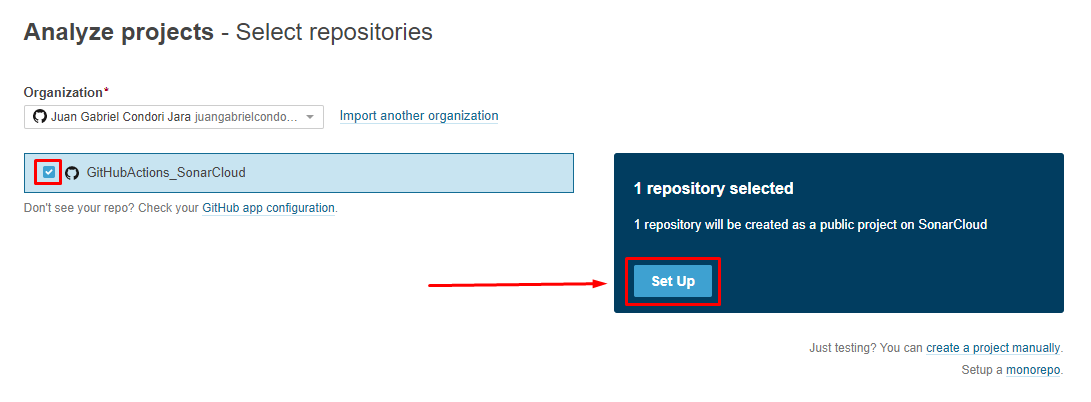 Analyze projects - Select repositories
Organization*
Juan Gabriel Condori Jara juangabrielcondo...
Import another organization
GitHubActions_SonarCloud
Don't see your repo? Check your GitHub app configuration.
1 repository selected
1 repository will be created as a public project on SonarCloud
Set Up
Just testing? You can create a project manually.
Setup a monorepo.